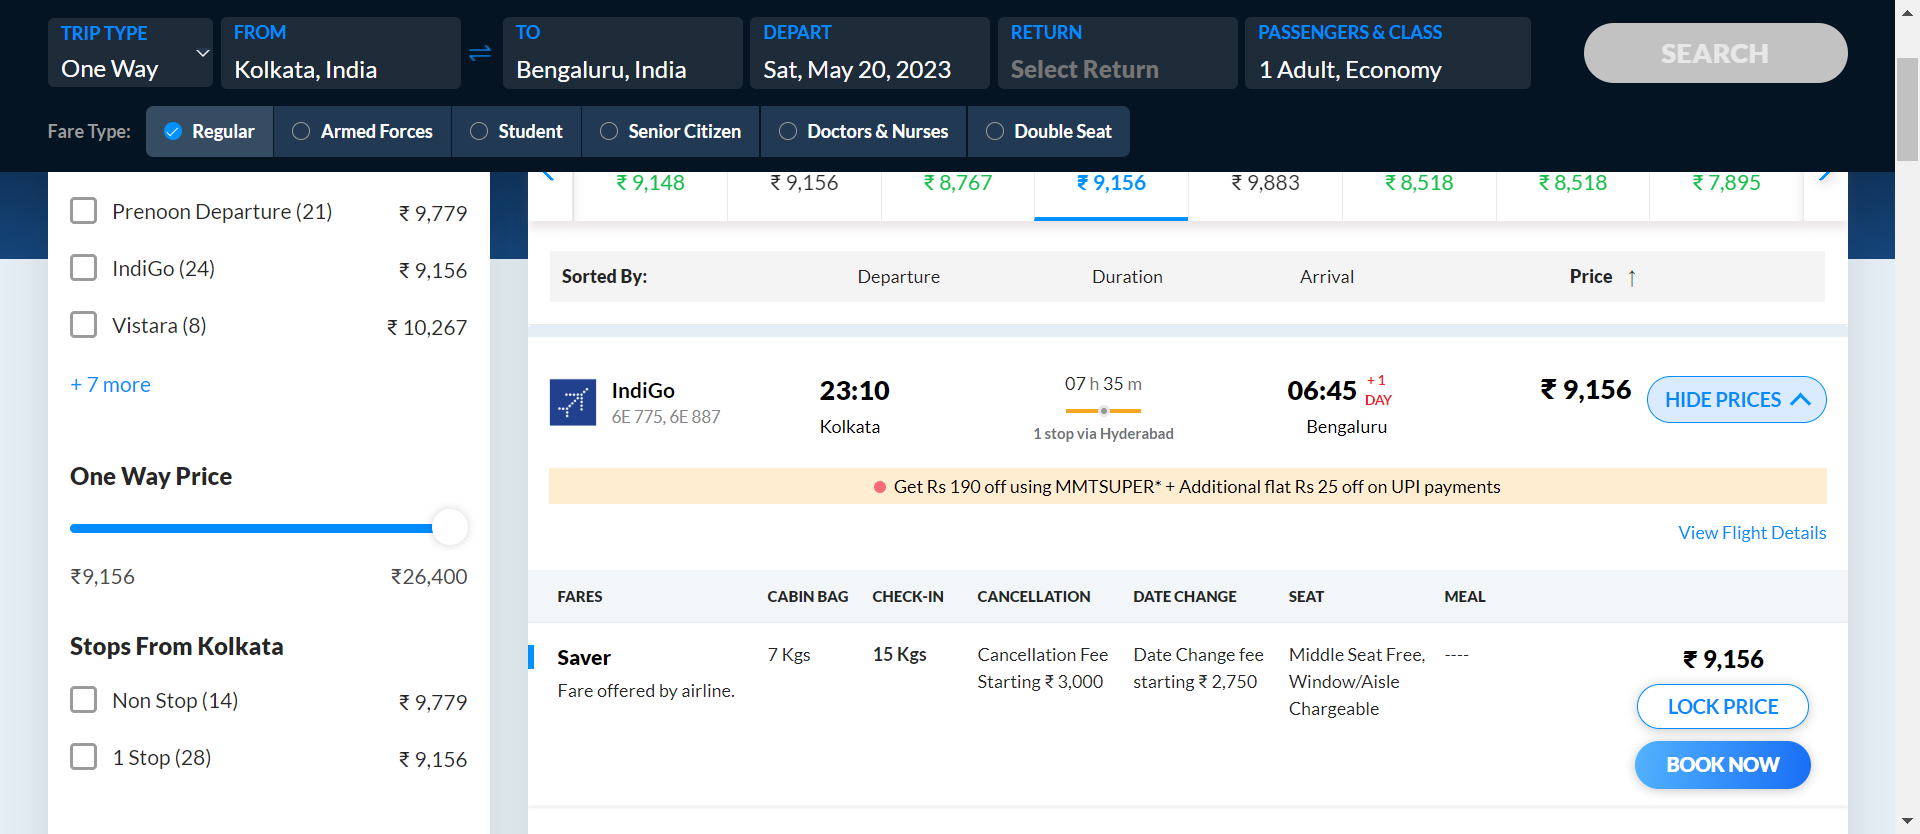 TRIP TYPE
One Way
FROM
Kolkata, India
TO
Bengaluru, India
DEPART
Sat, May 20, 2023
RETURN
Select Return
PASSENGERS & CLASS
1 Adult, Economy
SEARCH
Fare Type: Regular Armed Forces Student Senior Citizen Doctors & Nurses Double Seat
₹ 9,148 ₹ 9,156 ₹ 8,767 ₹ 9,156 ₹ 9,883 ₹ 8,518 ₹ 8,518 ₹ 7,895
Prenoon Departure (21) ₹ 9,779
IndiGo (24) ₹ 9,156
Vistara (8) ₹ 10,267
+ 7 more
One Way Price
₹9,156 ₹26,400
Stops From Kolkata
Non Stop (14) ₹ 9,779
1 Stop (28) ₹ 9,156
Sorted By: Departure Duration Arrival Price ↑
IndiGo
6E 775, 6E 887
23:10
Kolkata
07 h 35 m
1 stop via Hyderabad
06:45 + 1 DAY
Bengaluru
₹ 9,156
HIDE PRICES
Get Rs 190 off using MMTSUPER* + Additional flat Rs 25 off on UPI payments
View Flight Details
FARES CABIN BAG CHECK-IN CANCELLATION DATE CHANGE SEAT MEAL
Saver
Fare offered by airline.
7 Kgs
15 Kgs
Cancellation Fee
Starting ₹ 3,000
Date Change fee
starting ₹ 2,750
Middle Seat Free,
Window/Aisle
Chargeable
----
₹ 9,156
LOCK PRICE
BOOK NOW